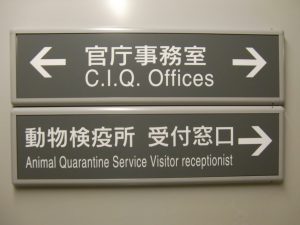 官庁事務室
C.I.Q. Offices
動物検疫所 受付窓口
Animal Quarantine Service Visitor receptionist